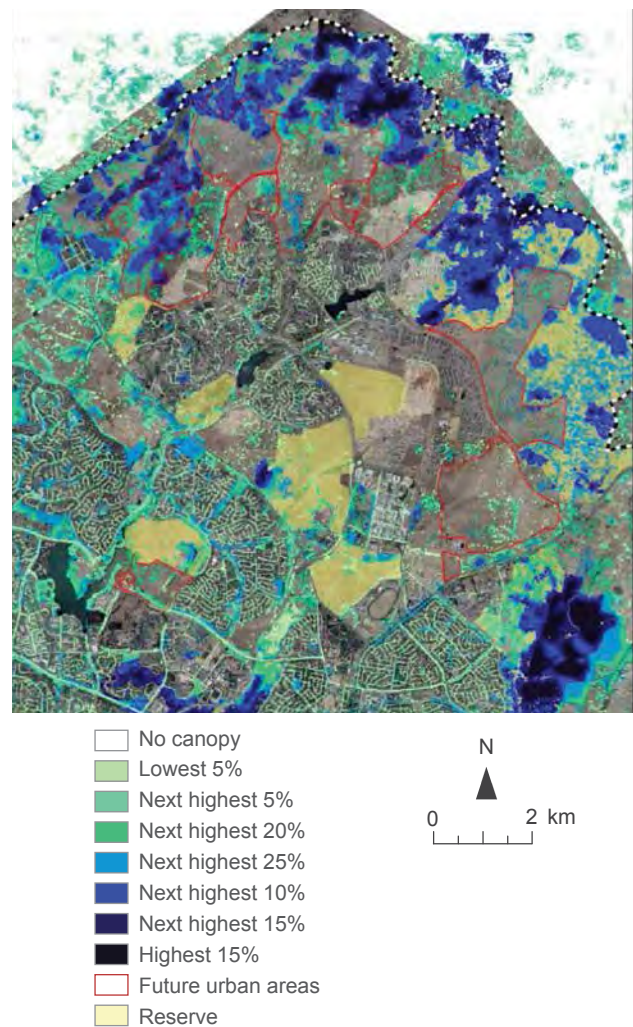 No canopy
Lowest 5%
Next highest 5%
Next highest 20%
Next highest 25%
Next highest 10%
Next highest 15%
Highest 15%
Future urban areas
Reserve
N
0 2 km